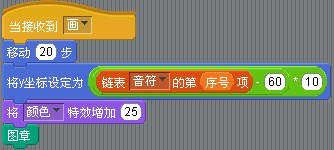 当接收到 画
移动 20 步
将y坐标设定为 链表 音符 的第 序号 项 - 60 * 10
将 颜色 特效增加 25
图章